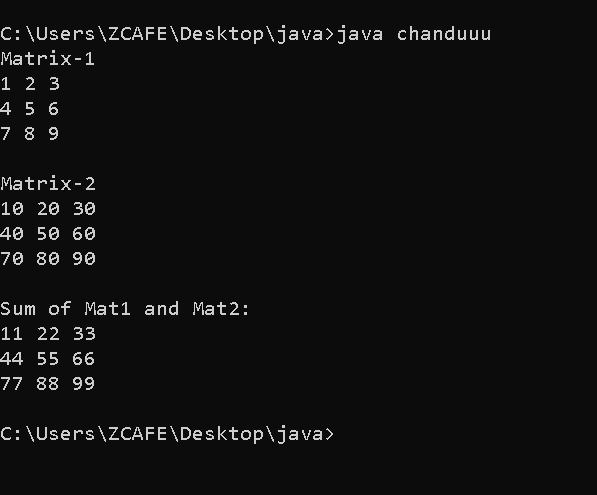 C:\Users\ZCAFE\Desktop\java>java chanduuu
Matrix-1
1 2 3
4 5 6
7 8 9
Matrix-2
10 20 30
40 50 60
70 80 90
Sum of Mat1 and Mat2:
11 22 33
44 55 66
77 88 99
C:\Users\ZCAFE\Desktop\java>